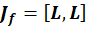 J_f = [L, L]